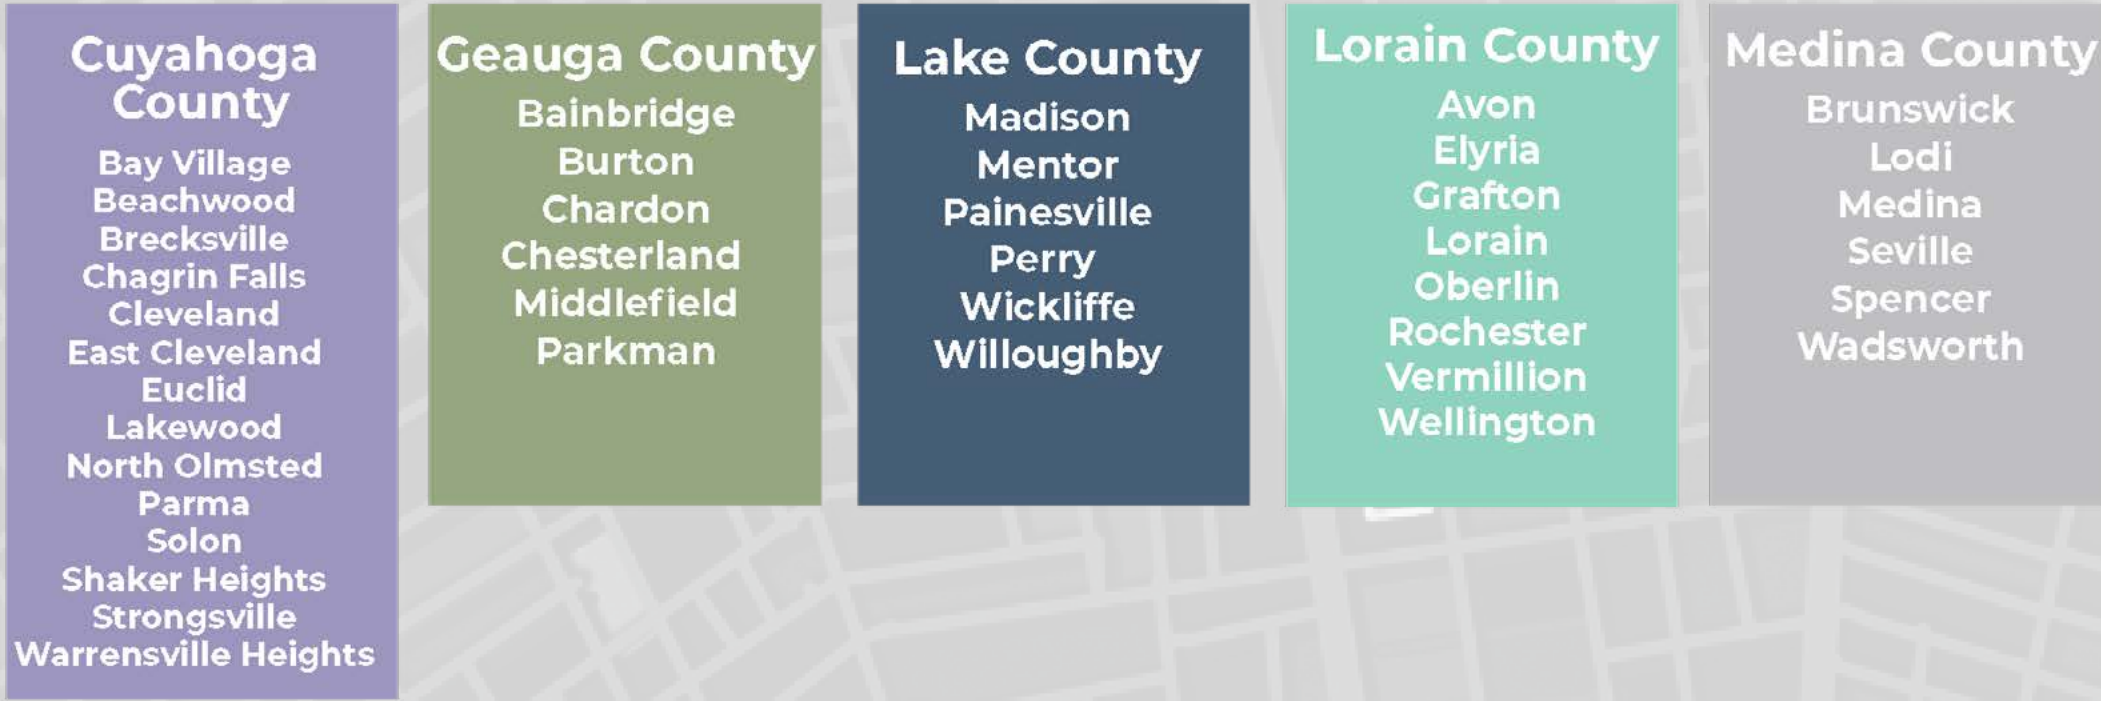 Cuyahoga
County
Bay Village
Beachwood
Brecksville
Chagrin Falls
Cleveland
East Cleveland
Euclid
Lakewood
North Olmsted
Parma
Solon
Shaker Heights
Strongsville
Warrensville Heights
Geauga County
Bainbridge
Burton
Chardon
Chesterland
Middlefield
Parkman
Lake County
Madison
Mentor
Painesville
Perry
Wickliffe
Willoughby
Lorain County
Avon
Elyria
Grafton
Lorain
Oberlin
Rochester
Vermillion
Wellington
Medina County
Brunswick
Lodi
Medina
Seville
Spencer
Wadsworth